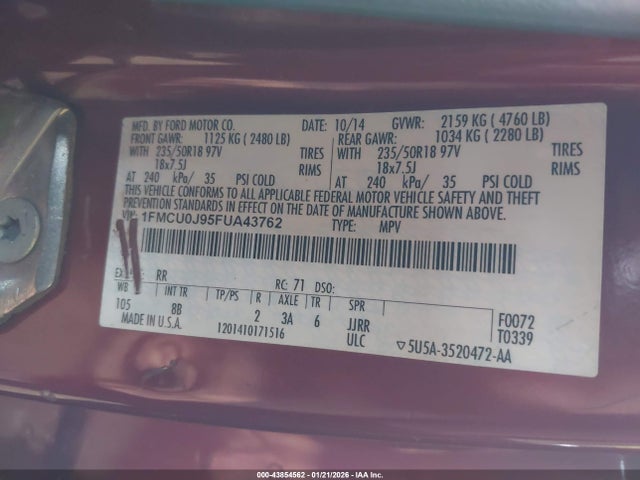 MFD. BY FORD MOTOR CO. DATE: 10/14 GVWR: 2159 KG ( 4760 LB)
FRONT GAWR: 1125 KG ( 2480 LB) REAR GAWR: 1034 KG ( 2280 LB)
WITH 235/50R18 97V TIRES WITH 235/50R18 97V TIRES
18x7.5J RIMS 18x7.5J RIMS
AT 240 kPa/ 35 PSI COLD AT 240 kPa/ 35 PSI COLD
THIS VEHICLE CONFORMS TO ALL APPLICABLE FEDERAL MOTOR VEHICLE SAFETY AND THEFT
PREVENTION STANDARDS IN EFFECT ON THE DATE OF MANUFACTURE SHOWN ABOVE.
VIN: 1FMCU0J95FUA43762 TYPE: MPV
RR RC: 71 DSO:
WB INT TR TP/PS R AXLE TR SPR
105 8B 2 3A 6 JJRR F0072
MADE IN U.S.A. 1201410171516 ULC T0339
▽5U5A-3520472-AA
000-43854562 - 01/21/2026 - IAA Inc.